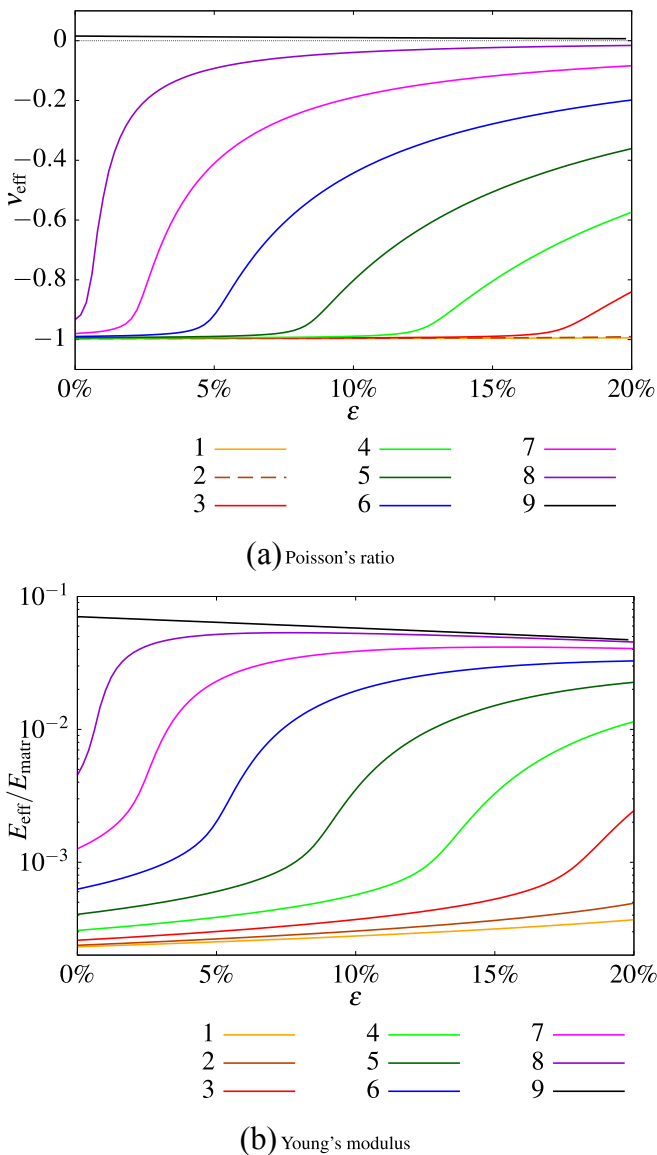 0
−0.2
−0.4
−0.6
−0.8
−1
ν_eff
0% 5% 10% 15% 20%
ε
1 4 7
2 5 8
3 6 9
(a) Poisson's ratio
10⁻¹
10⁻²
10⁻³
E_eff/E_matr
0% 5% 10% 15% 20%
ε
1 4 7
2 5 8
3 6 9
(b) Young's modulus